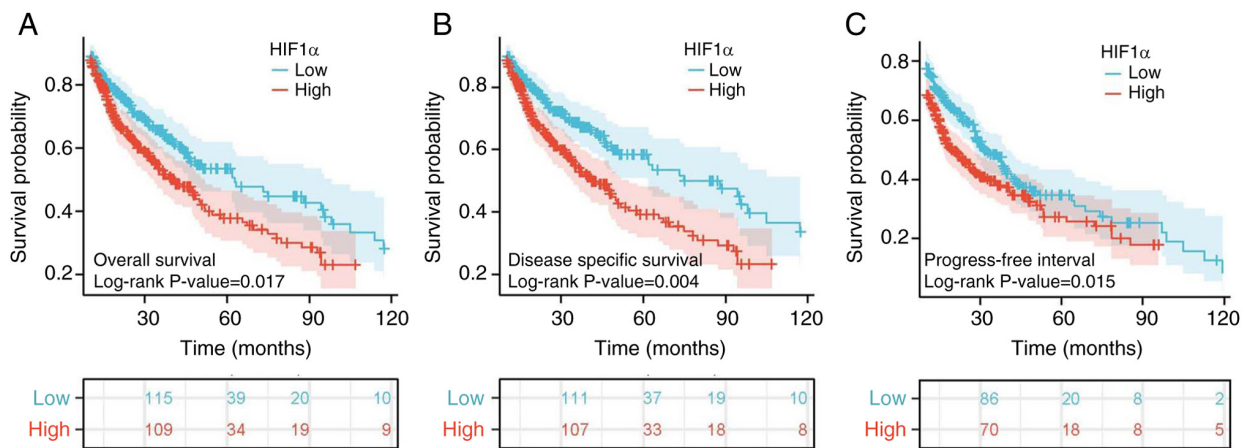 A
HIF1α
Low
High
Survival probability
0.8
0.6
0.4
0.2
Overall survival
Log-rank P-value=0.017
30 60 90 120
Time (months)
Low 115 39 20 10
High 109 34 19 9
B
HIF1α
Low
High
Survival probability
0.8
0.6
0.4
0.2
Disease specific survival
Log-rank P-value=0.004
30 60 90 120
Time (months)
Low 111 37 19 10
High 107 33 18 8
C
HIF1α
Low
High
Survival probability
0.8
0.6
0.4
0.2
Progress-free interval
Log-rank P-value=0.015
30 60 90 120
Time (months)
Low 86 20 8 2
High 70 18 8 5